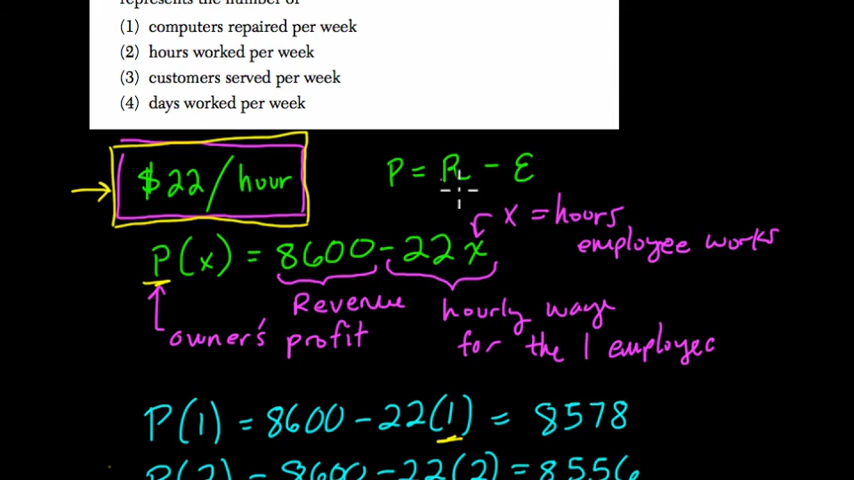 represents the number of
(1) computers repaired per week
(2) hours worked per week
(3) customers served per week
(4) days worked per week
$22/hour
P = R - E
x = hours
employee works
P(x) = 8600 - 22x
Revenue
owner's profit
hourly wage
for the 1 employee
P(1) = 8600 - 22(1) = 8578
P(2) = 8600 - 22(2) = 8556